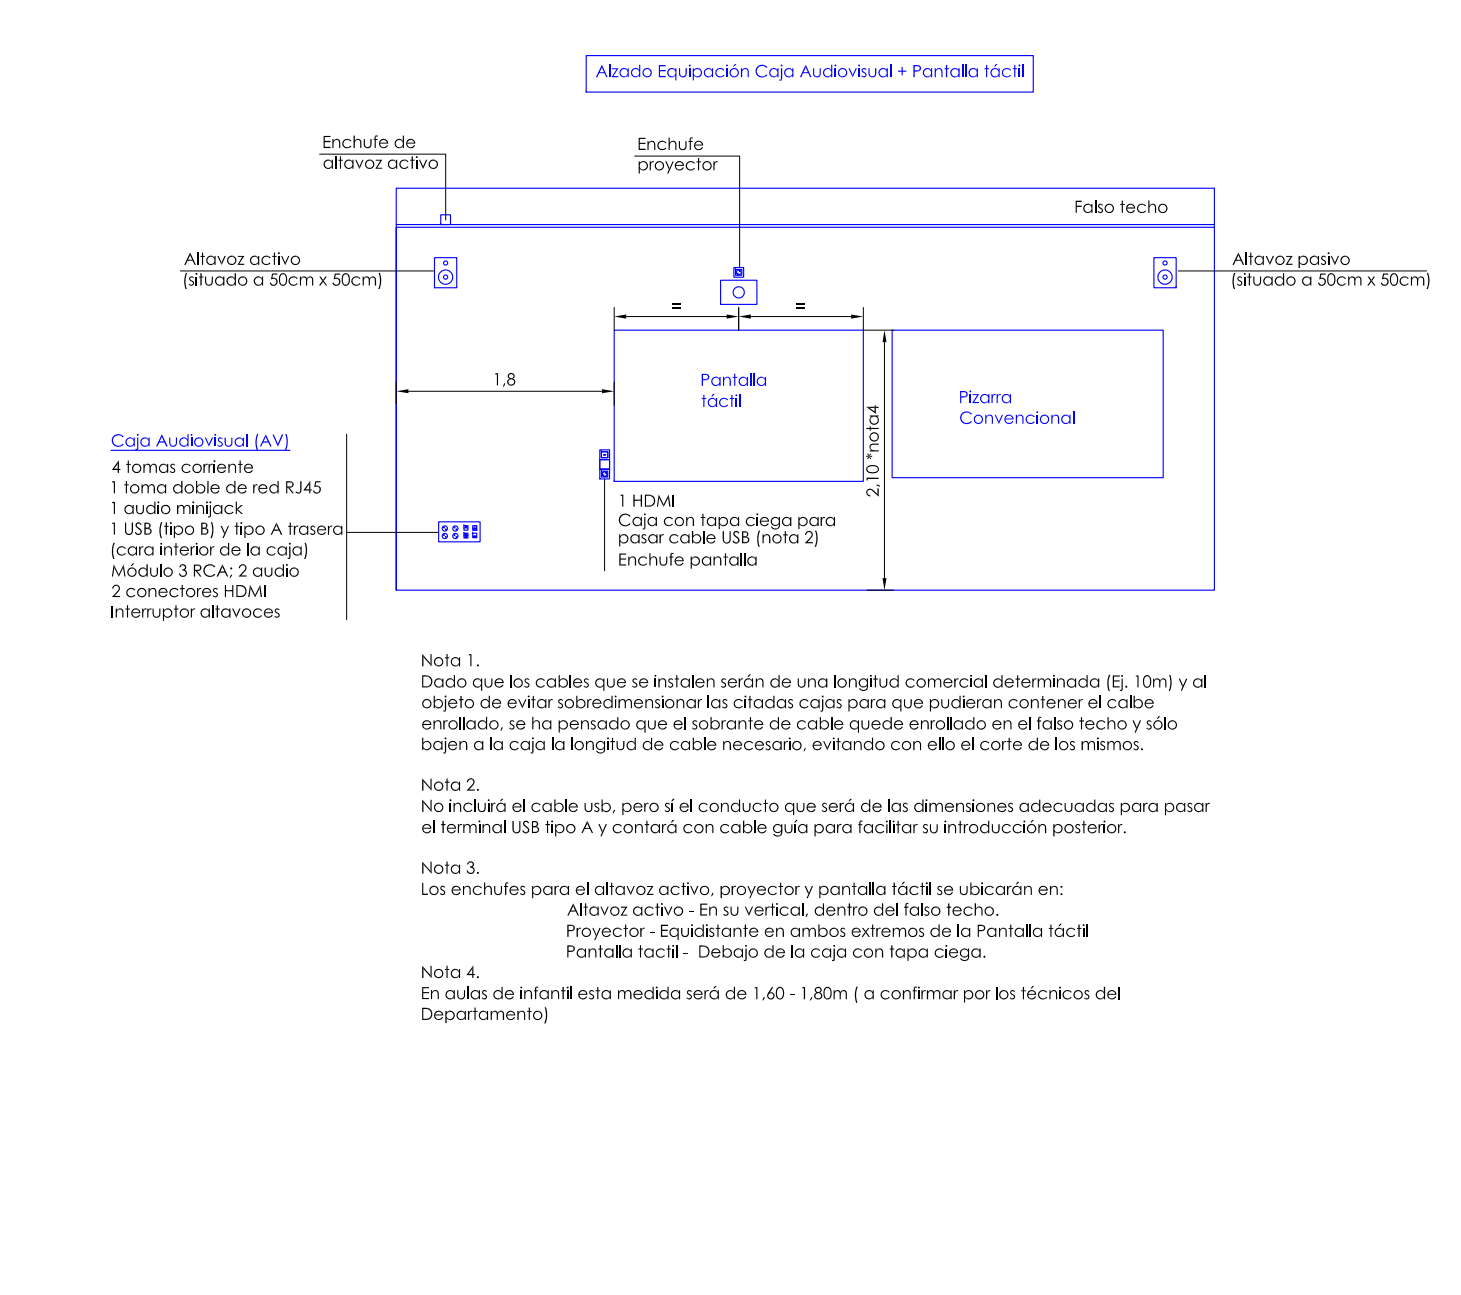 Alzado Equipación Caja Audiovisual + Pantalla táctil
Enchufe de
altavoz activo
Enchufe
proyector
Falso techo
Altavoz activo
(situado a 50cm x 50cm)
Altavoz pasivo
(situado a 50cm x 50cm)
=
=
1,8
Pantalla
táctil
2,10 *nota4
Pizarra
Convencional
Caja Audiovisual (AV)
4 tomas corriente
1 toma doble de red RJ45
1 audio minijack
1 USB (tipo B) y tipo A trasera
(cara interior de la caja)
Módulo 3 RCA; 2 audio
2 conectores HDMI
Interruptor altavoces
1 HDMI
Caja con tapa ciega para
pasar cable USB (nota 2)
Enchufe pantalla
Nota 1.
Dado que los cables que se instalen serán de una longitud comercial determinada (Ej. 10m) y al
objeto de evitar sobredimensionar las citadas cajas para que pudieran contener el calbe
enrollado, se ha pensado que el sobrante de cable quede enrollado en el falso techo y sólo
bajen a la caja la longitud de cable necesario, evitando con ello el corte de los mismos.
Nota 2.
No incluirá el cable usb, pero sí el conducto que será de las dimensiones adecuadas para pasar
el terminal USB tipo A y contará con cable guía para facilitar su introducción posterior.
Nota 3.
Los enchufes para el altavoz activo, proyector y pantalla táctil se ubicarán en:
Altavoz activo - En su vertical, dentro del falso techo.
Proyector - Equidistante en ambos extremos de la Pantalla táctil
Pantalla tactil - Debajo de la caja con tapa ciega.
Nota 4.
En aulas de infantil esta medida será de 1,60 - 1,80m ( a confirmar por los técnicos del
Departamento)